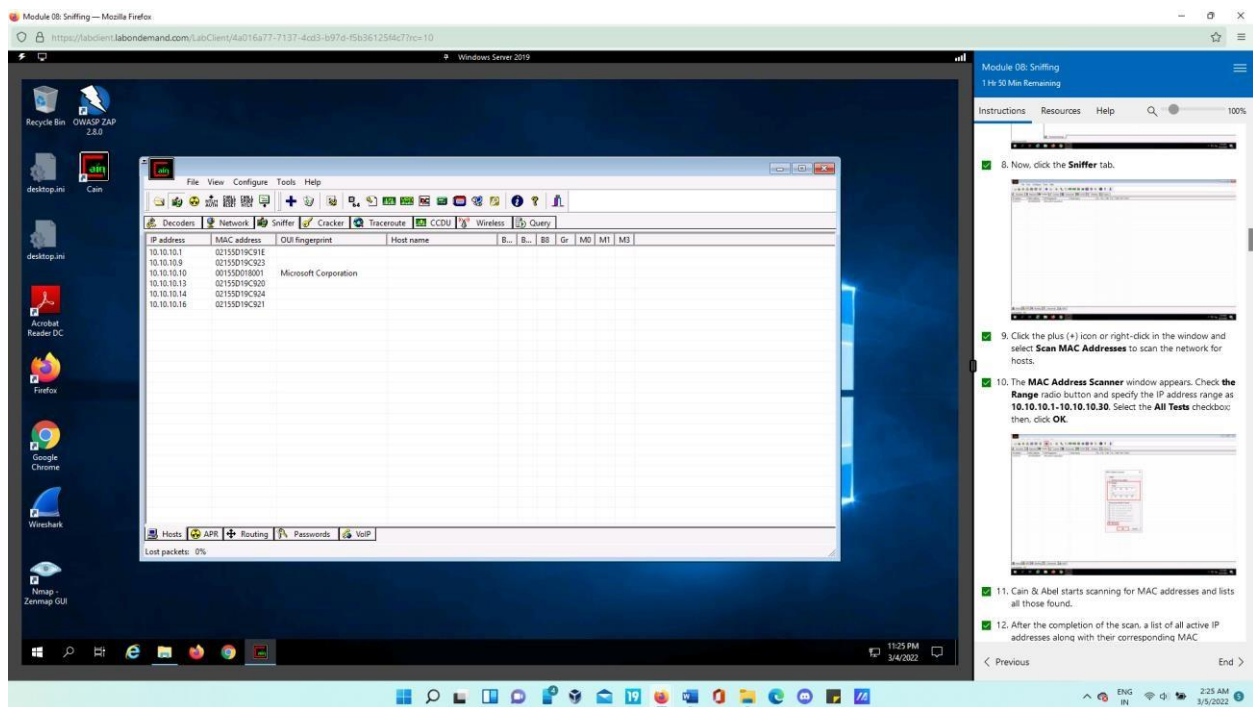 Module 08: Sniffing — Mozilla Firefox
https://labclient.labondemand.com/LabClient/4a016a77-7137-4cd3-b97d-f5b36125f4c7?rc=10
Windows Server 2019
Recycle Bin
OWASP ZAP 2.8.0
desktop.ini
Cain
desktop.ini
Acrobat Reader DC
Firefox
Google Chrome
Wireshark
Nmap - Zenmap GUI
File View Configure Tools Help
Decoders Network Sniffer Cracker Traceroute CCDU Wireless Query
IP address MAC address OUI fingerprint Host name B... B... B8 Gr M0 M1 M3
10.10.10.1 02155D19C91E
10.10.10.9 02155D19C923
10.10.10.10 00155D018001 Microsoft Corporation
10.10.10.13 02155D19C920
10.10.10.14 02155D19C924
10.10.10.16 02155D19C921
Hosts APR Routing Passwords VoIP
Lost packets: 0%
11:25 PM
3/4/2022
Module 08: Sniffing
1 Hr 50 Min Remaining
Instructions Resources Help 100%
8. Now, click the Sniffer tab.
9. Click the plus (+) icon or right-click in the window and
select Scan MAC Addresses to scan the network for
hosts.
10. The MAC Address Scanner window appears. Check the
Range radio button and specify the IP address range as
10.10.10.1-10.10.10.30. Select the All Tests checkbox;
then, click OK.
11. Cain & Abel starts scanning for MAC addresses and lists
all those found.
12. After the completion of the scan, a list of all active IP
addresses along with their corresponding MAC
Previous End
ENG
IN
2:25 AM
3/5/2022